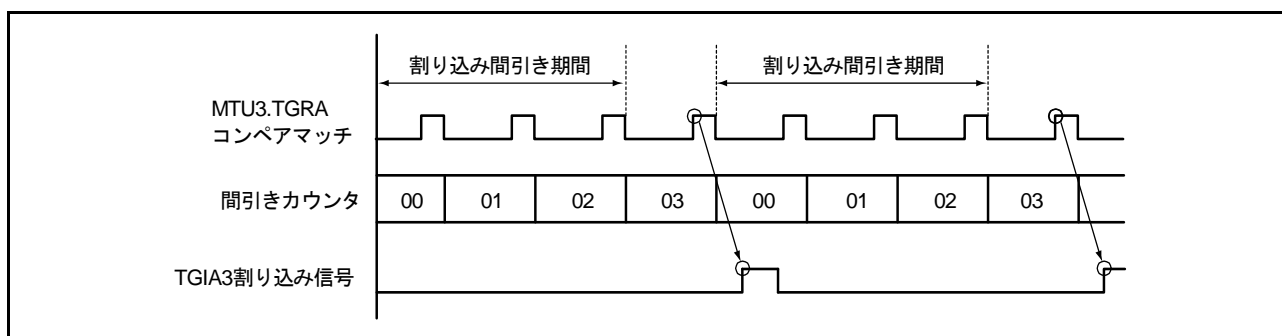 割り込み間引き期間 割り込み間引き期間
MTU3.TGRA
コンペアマッチ
間引きカウンタ 00 01 02 03 00 01 02 03
TGIA3割り込み信号